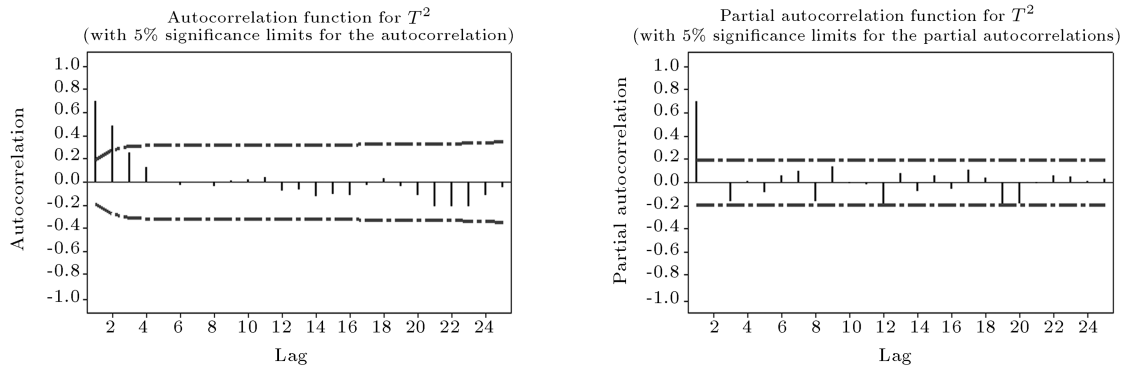 Autocorrelation function for T²
(with 5% significance limits for the autocorrelation)
Autocorrelation
1.0
0.8
0.6
0.4
0.2
0.0
-0.2
-0.4
-0.6
-0.8
-1.0
2 4 6 8 10 12 14 16 18 20 22 24
Lag
Partial autocorrelation function for T²
(with 5% significance limits for the partial autocorrelations)
Partial autocorrelation
1.0
0.8
0.6
0.4
0.2
0.0
-0.2
-0.4
-0.6
-0.8
-1.0
2 4 6 8 10 12 14 16 18 20 22 24
Lag